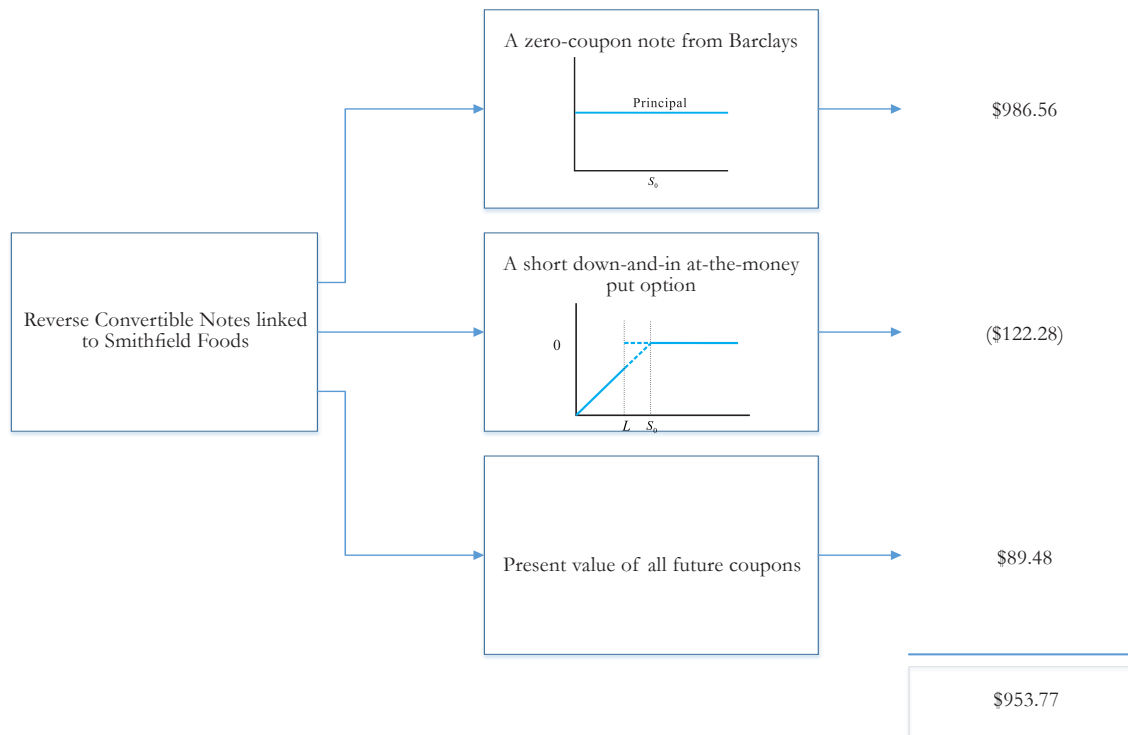 A zero-coupon note from Barclays
Principal
S₀
$986.56
Reverse Convertible Notes linked
to Smithfield Foods
A short down-and-in at-the-money
put option
0
L S₀
($122.28)
Present value of all future coupons
$89.48
$953.77